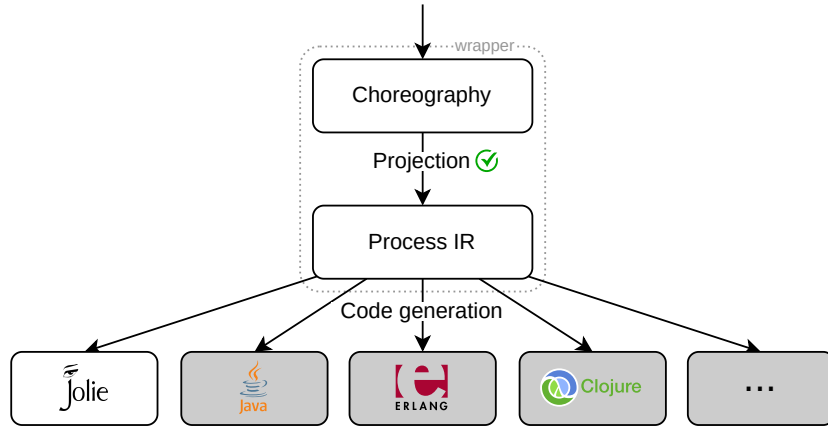 wrapper
Choreography
Projection
Process IR
Code generation
Jolie
Java
ERLANG
Clojure
...